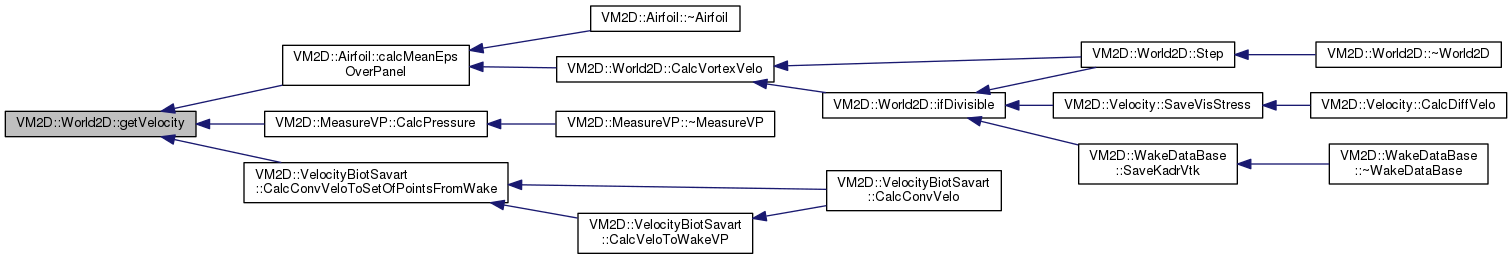 VM2D::World2D::getVelocity
VM2D::Airfoil::calcMeanEps
OverPanel
VM2D::Airfoil::~Airfoil
VM2D::World2D::CalcVortexVelo
VM2D::World2D::Step
VM2D::World2D::~World2D
VM2D::World2D::ifDivisible
VM2D::Velocity::SaveVisStress
VM2D::Velocity::CalcDiffVelo
VM2D::WakeDataBase
::SaveKadrVtk
VM2D::WakeDataBase
::~WakeDataBase
VM2D::MeasureVP::CalcPressure
VM2D::MeasureVP::~MeasureVP
VM2D::VelocityBiotSavart
::CalcConvVeloToSetOfPointsFromWake
VM2D::VelocityBiotSavart
::CalcConvVelo
VM2D::VelocityBiotSavart
::CalcVeloToWakeVP